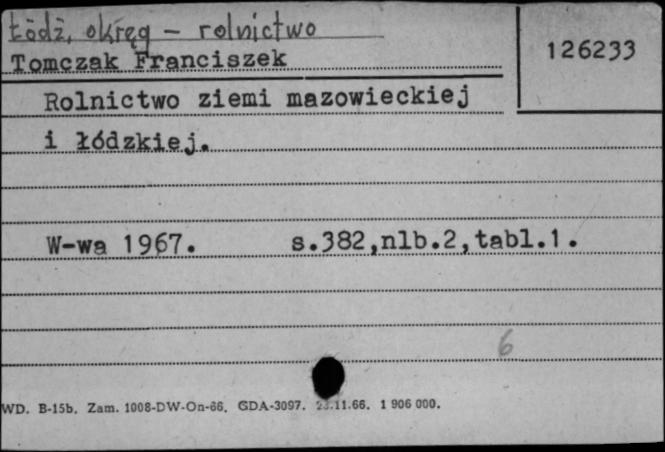 Łódź, okręg – rolnictwo
126233
Tomczak Franciszek
Rolnictwo ziemi mazowieckiej
i łódzkiej.
W-wa 1967. s.382,nlb.2,tabl.1.
6
WD. B-15b. Zam. 1008-DW-On-66. GDA-3097. 11.66. 1 906 000.